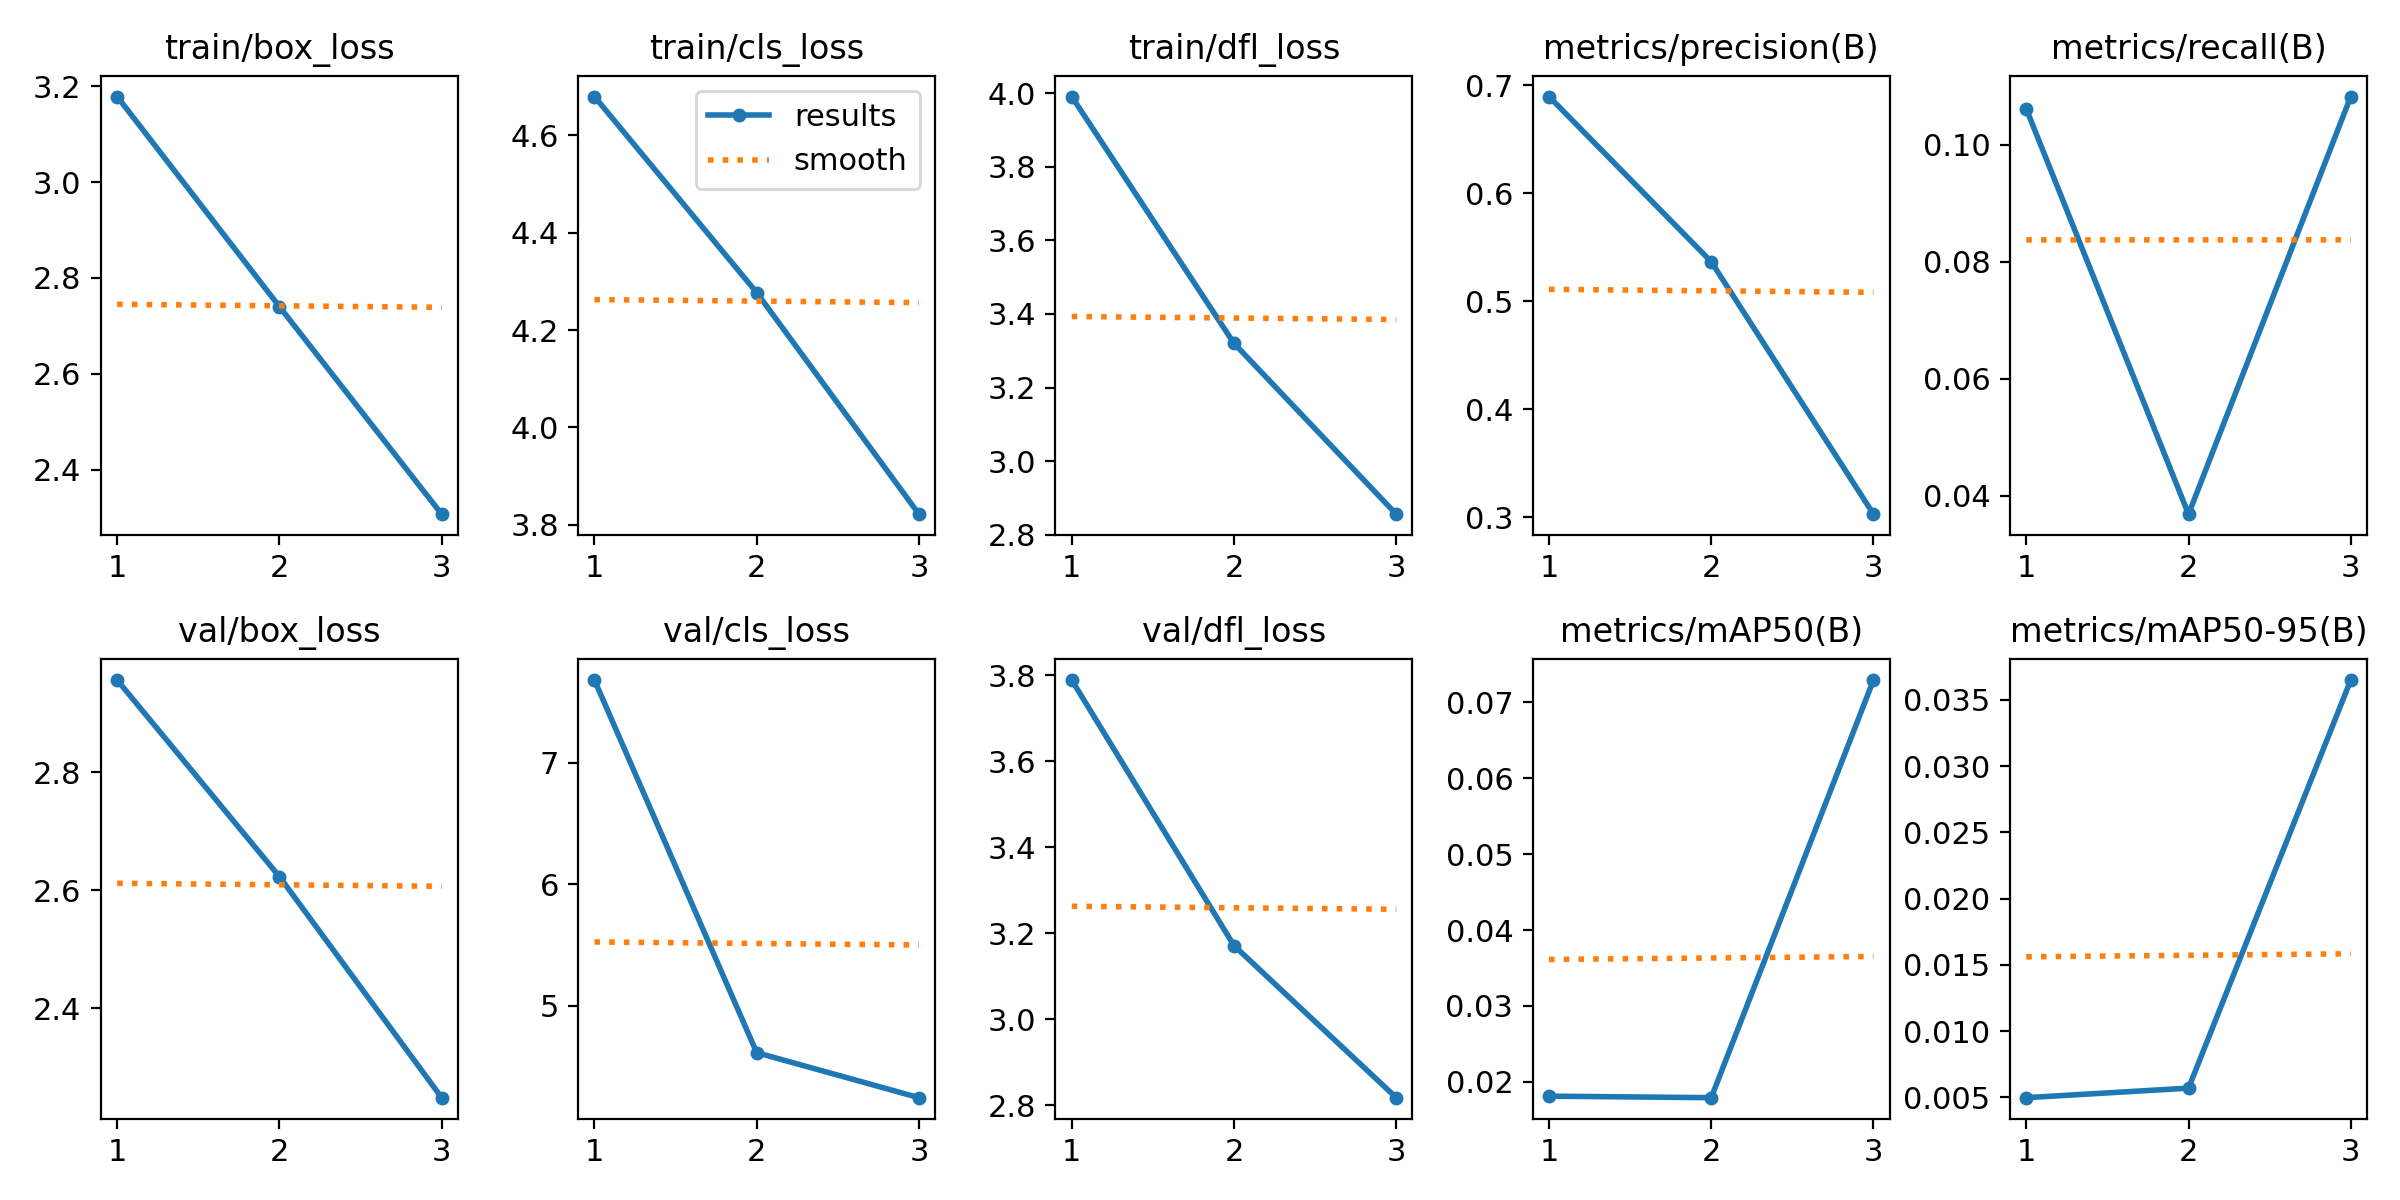 train/box_loss
3.2
3.0
2.8
2.6
2.4
1 2 3
train/cls_loss
results
smooth
4.6
4.4
4.2
4.0
3.8
1 2 3
train/dfl_loss
4.0
3.8
3.6
3.4
3.2
3.0
2.8
1 2 3
metrics/precision(B)
0.7
0.6
0.5
0.4
0.3
1 2 3
metrics/recall(B)
0.10
0.08
0.06
0.04
1 2 3
val/box_loss
2.8
2.6
2.4
1 2 3
val/cls_loss
7
6
5
1 2 3
val/dfl_loss
3.8
3.6
3.4
3.2
3.0
2.8
1 2 3
metrics/mAP50(B)
0.07
0.06
0.05
0.04
0.03
0.02
1 2 3
metrics/mAP50-95(B)
0.035
0.030
0.025
0.020
0.015
0.010
0.005
1 2 3